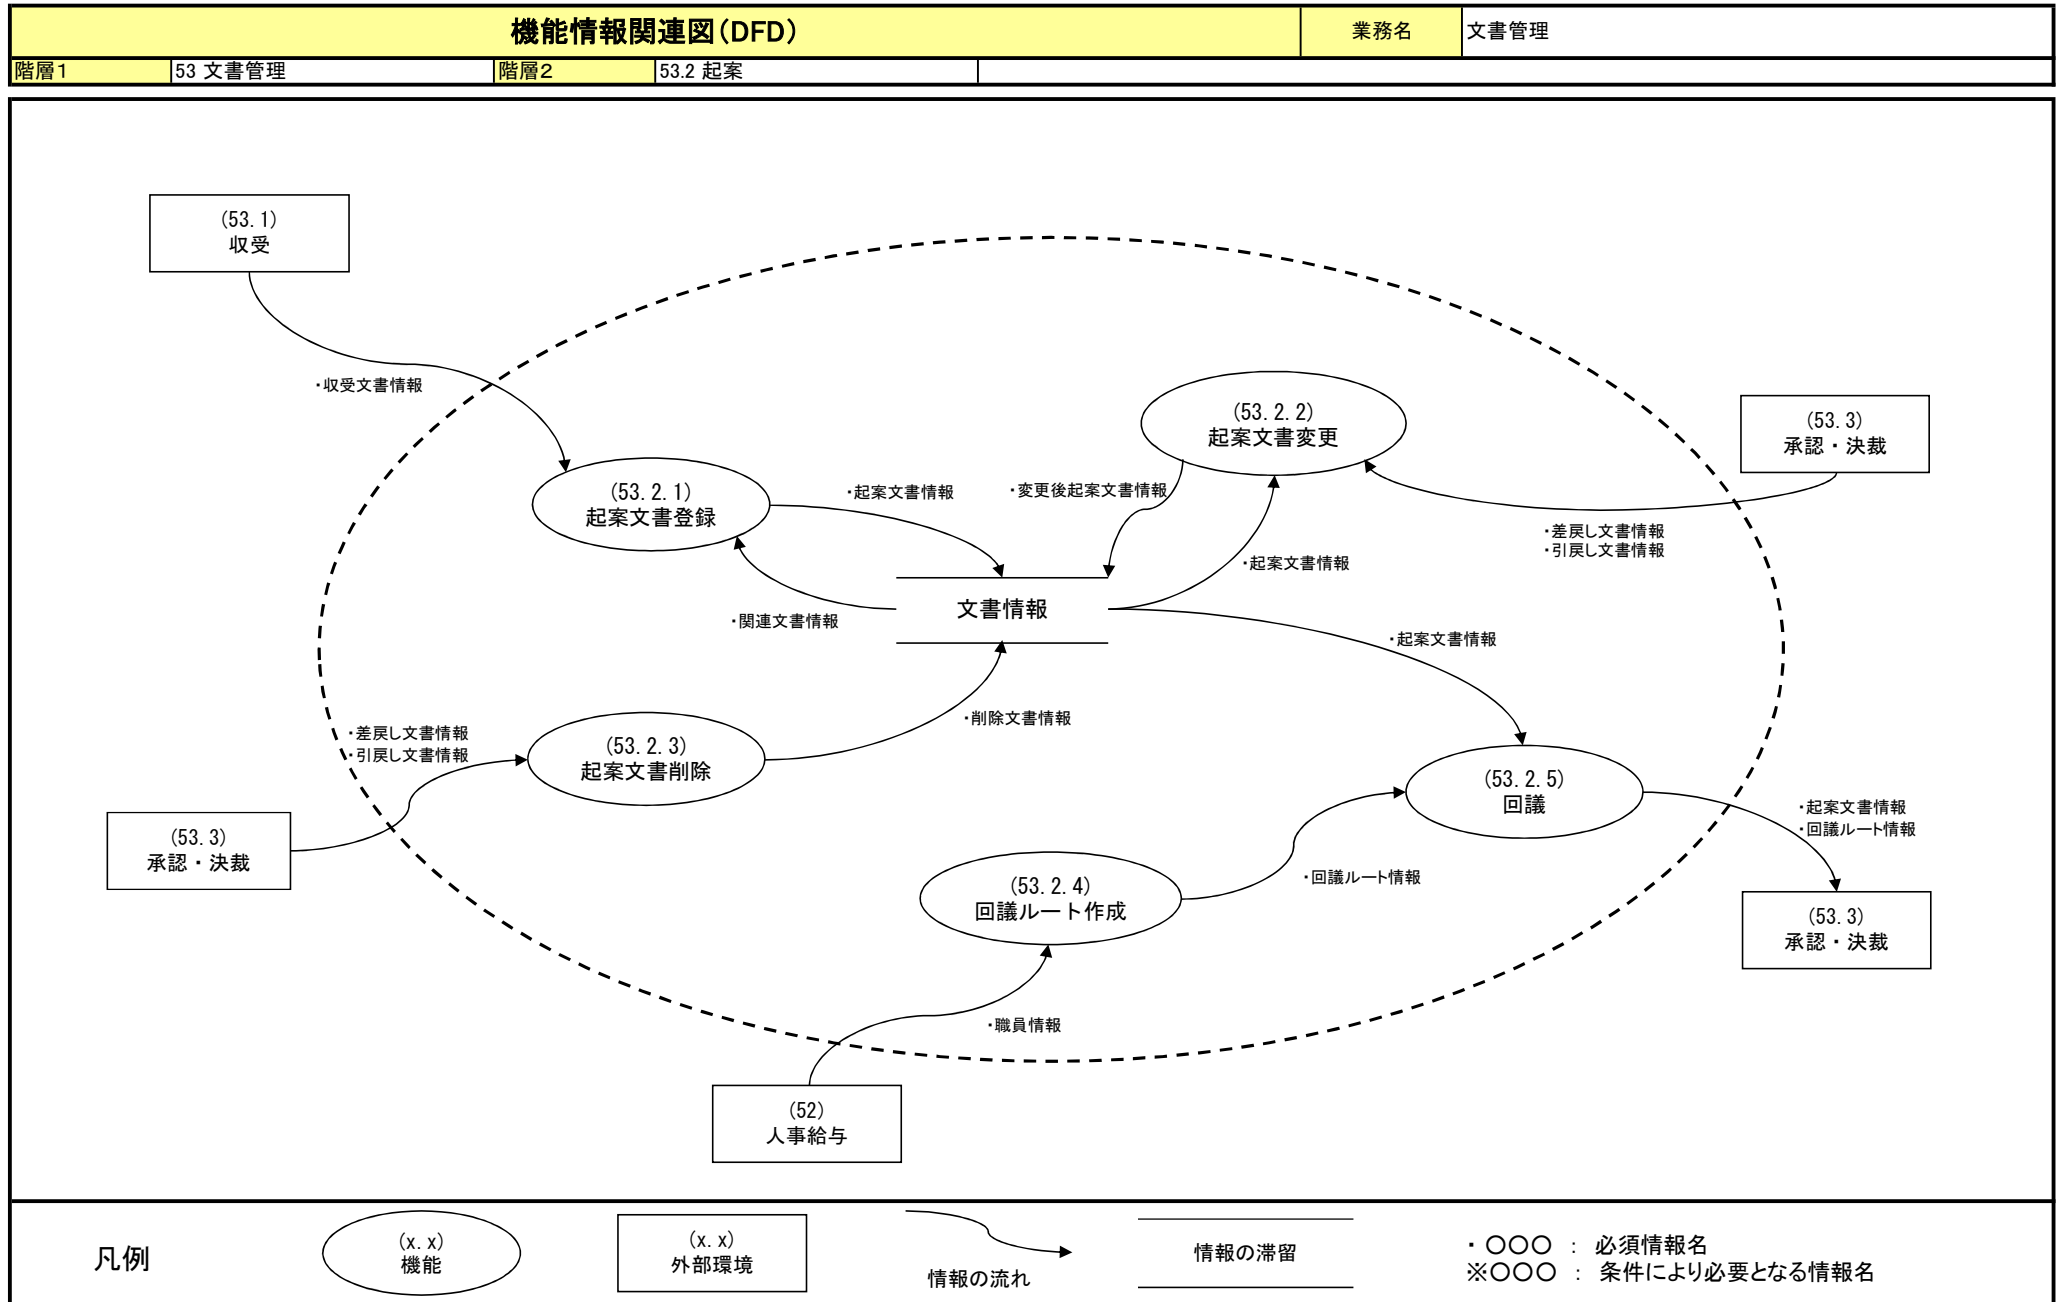 機能情報関連図(DFD)
業務名
文書管理
階層1
53 文書管理
階層2
53.2 起案
(53.1)
収受
・収受文書情報
(53.2.2)
起案文書変更
(53.3)
承認・決裁
(53.2.1)
起案文書登録
・起案文書情報
・変更後起案文書情報
・差戻し文書情報
・引戻し文書情報
・起案文書情報
文書情報
・関連文書情報
・起案文書情報
・削除文書情報
・差戻し文書情報
・引戻し文書情報
(53.2.3)
起案文書削除
(53.2.5)
回議
・起案文書情報
・回議ルート情報
(53.3)
承認・決裁
・回議ルート情報
(53.2.4)
回議ルート作成
(53.3)
承認・決裁
・職員情報
(52)
人事給与
凡例
(x.x)
機能
(x.x)
外部環境
情報の流れ
情報の滞留
・ 〇〇〇 : 必須情報名
※〇〇〇 : 条件により必要となる情報名